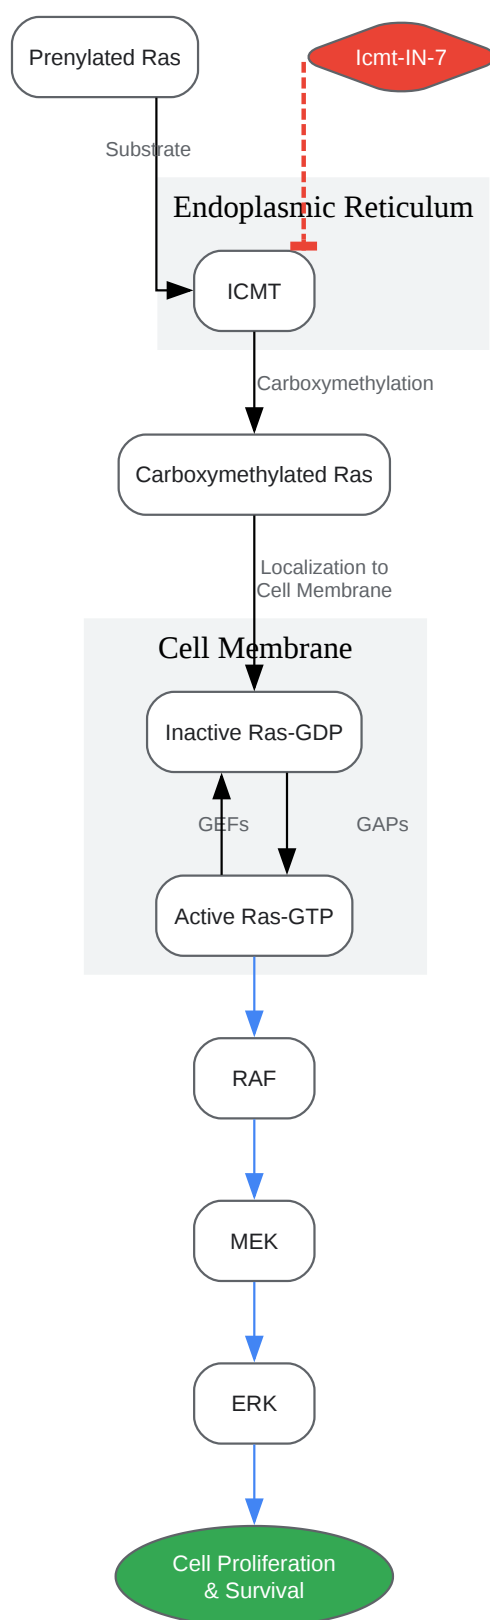 Prenylated Ras
Icmt-IN-7
Substrate
Endoplasmic Reticulum
ICMT
Carboxymethylation
Carboxymethylated Ras
Localization to
Cell Membrane
Cell Membrane
Inactive Ras-GDP
GEFs
GAPs
Active Ras-GTP
RAF
MEK
ERK
Cell Proliferation
& Survival